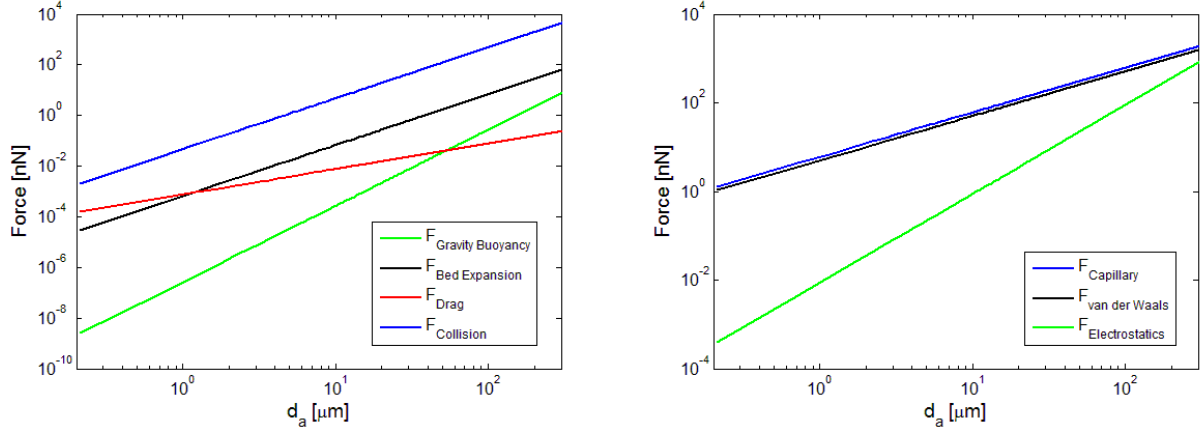 10^4
10^2
10^0
10^-2
10^-4
10^-6
10^-8
10^-10
Force [nN]
F_Gravity Buoyancy
F_Bed Expansion
F_Drag
F_Collision
10^0
10^1
10^2
d_a [μm]
10^4
10^2
10^0
10^-2
10^-4
Force [nN]
F_Capillary
F_van der Waals
F_Electrostatics
10^0
10^1
10^2
d_a [μm]